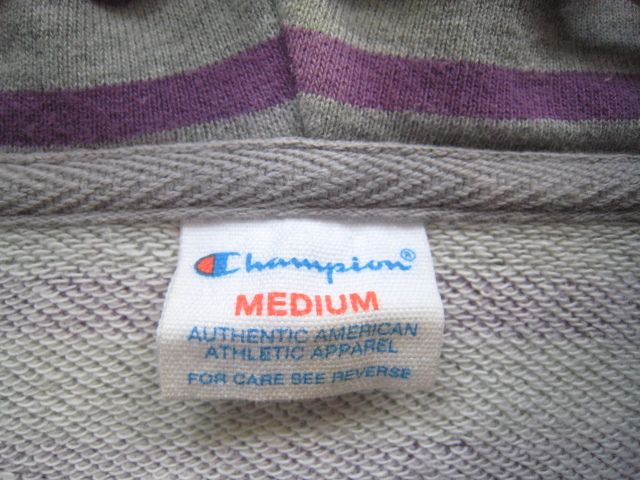 Champion®
MEDIUM
AUTHENTIC AMERICAN
ATHLETIC APPAREL
FOR CARE SEE REVERSE